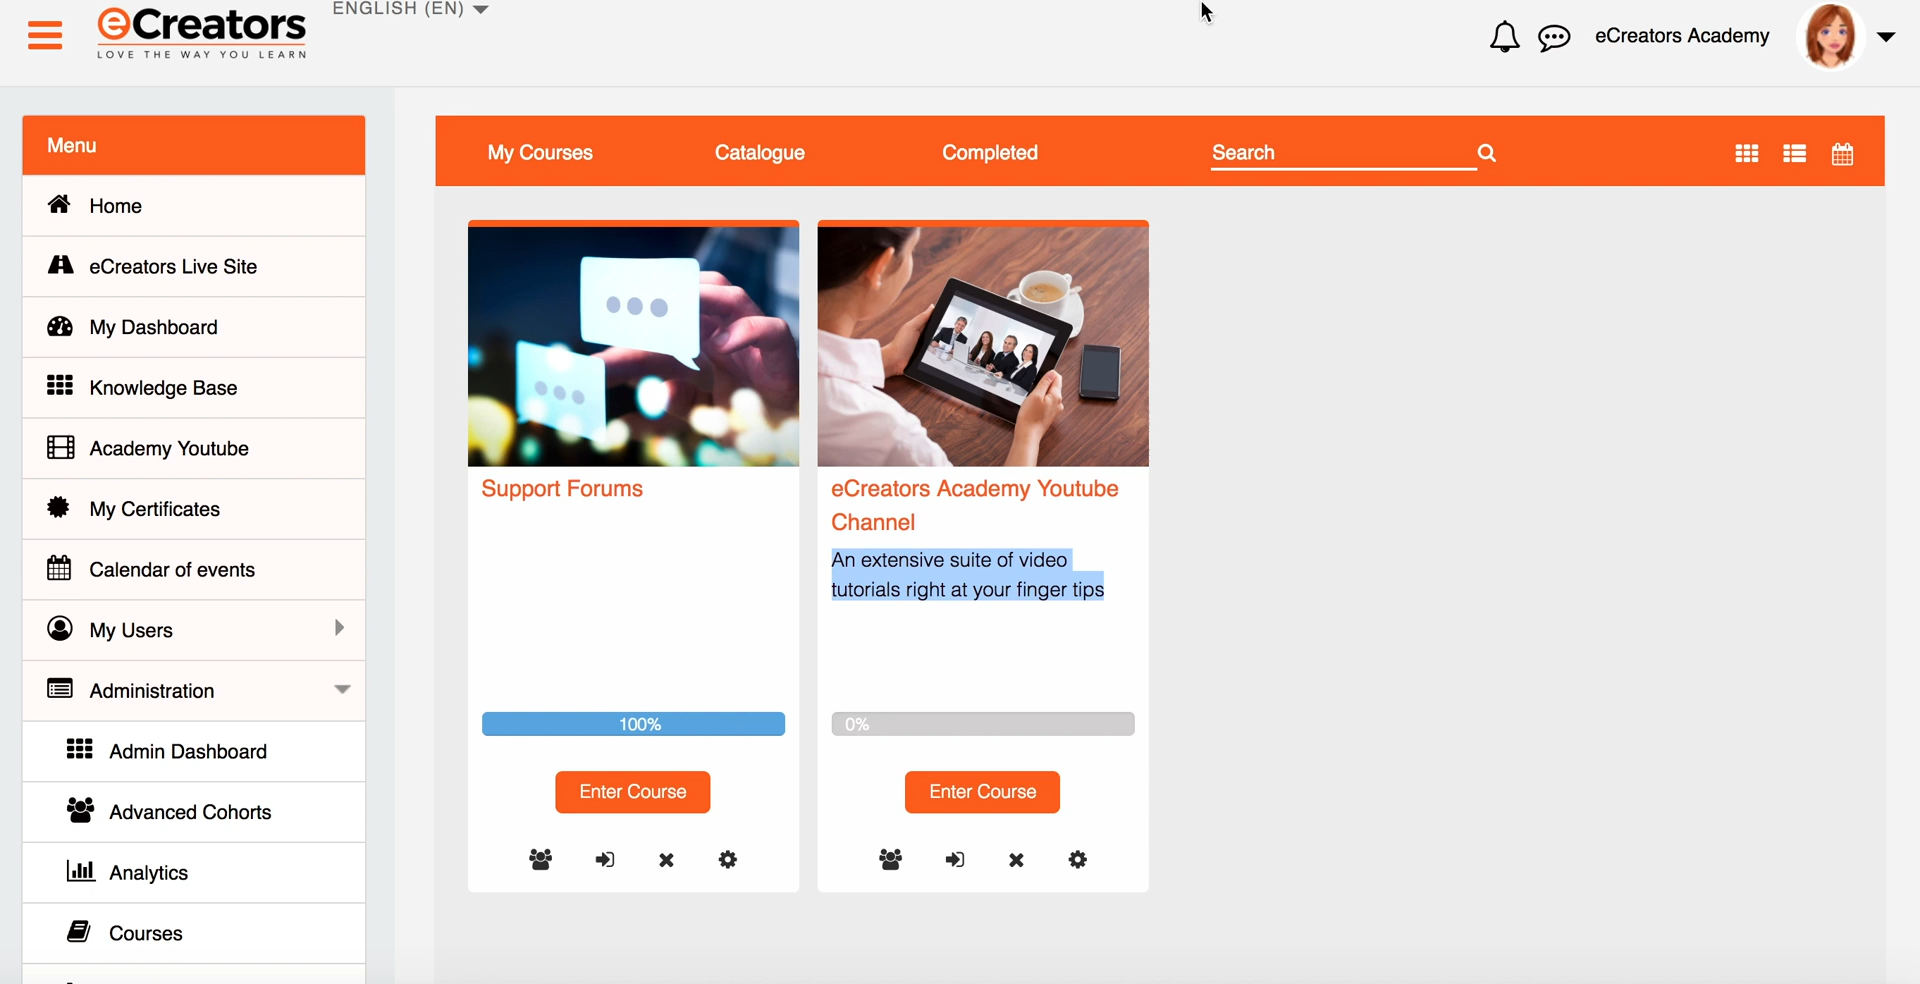 ENGLISH (EN)
eCreators
LOVE THE WAY YOU LEARN
eCreators Academy
Menu
Home
eCreators Live Site
My Dashboard
Knowledge Base
Academy Youtube
My Certificates
Calendar of events
My Users
Administration
Admin Dashboard
Advanced Cohorts
Analytics
Courses
My Courses
Catalogue
Completed
Search
Support Forums
100%
Enter Course
eCreators Academy Youtube
Channel
An extensive suite of video
tutorials right at your finger tips
0%
Enter Course